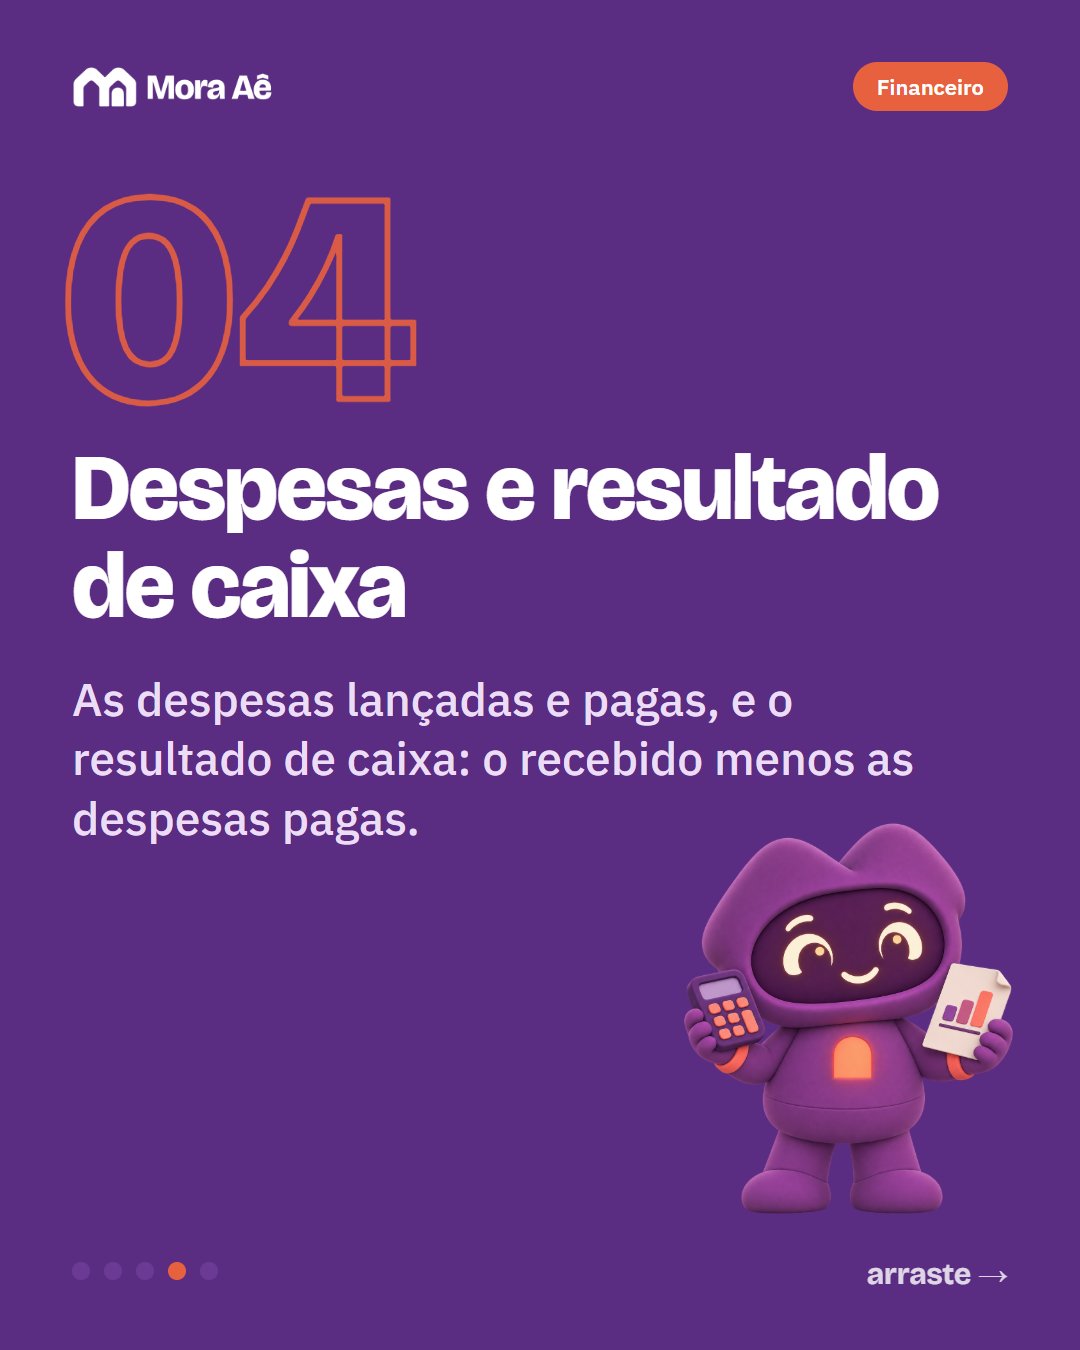 Mora Aê
Financeiro
04
Despesas e resultado
de caixa
As despesas lançadas e pagas, e o
resultado de caixa: o recebido menos as
despesas pagas.
arraste →